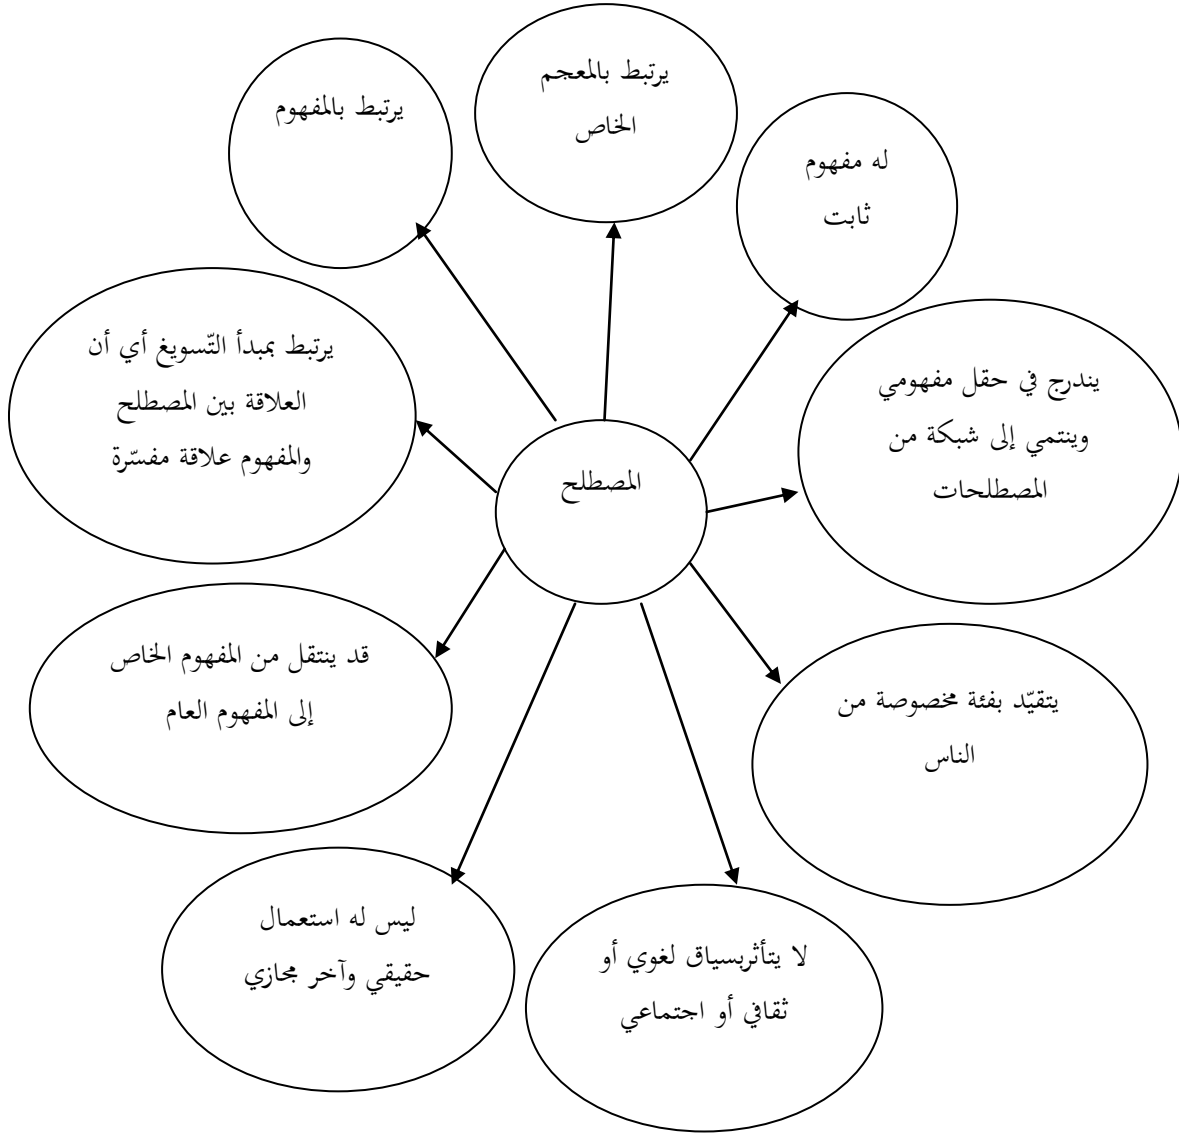 يرتبط بالمعجم
الخاص
يرتبط بالمفهوم
له مفهوم
ثابت
يرتبط بمبدأ التّسويغ أي أن
العلاقة بين المصطلح
والمفهوم علاقة مفسّرة
يندرج في حقل مفهومي
وينتمي إلى شبكة من
المصطلحات
المصطلح
قد ينتقل من المفهوم الخاص
إلى المفهوم العام
يتقيّد بفئة مخصوصة من
الناس
ليس له استعمال
حقيقي وآخر مجازي
لا يتأثربسياق لغوي أو
ثقافي أو اجتماعي